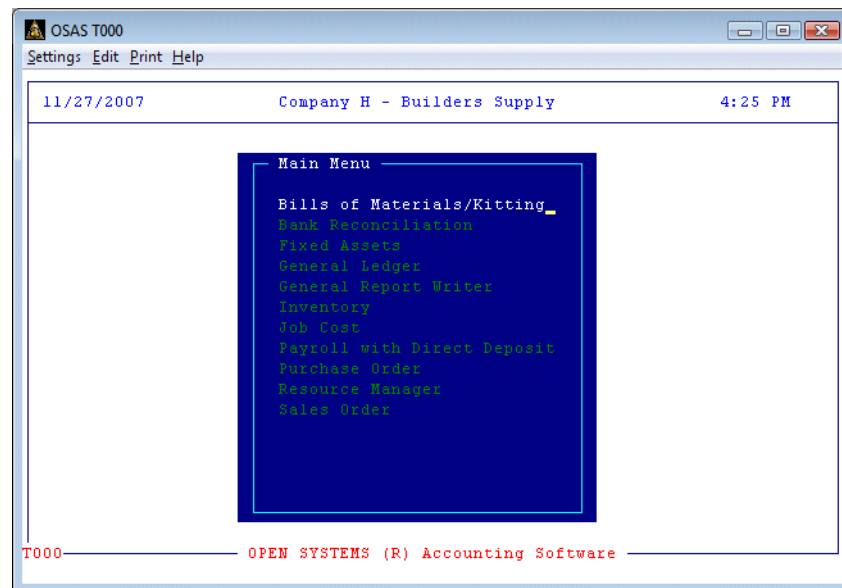 OSAS T000
Settings Edit Print Help
11/27/2007 Company H - Builders Supply 4:25 PM
Main Menu
Bills of Materials/Kitting
Bank Reconciliation
Fixed Assets
General Ledger
General Report Writer
Inventory
Job Cost
Payroll with Direct Deposit
Purchase Order
Resource Manager
Sales Order
T000 OPEN SYSTEMS (R) Accounting Software